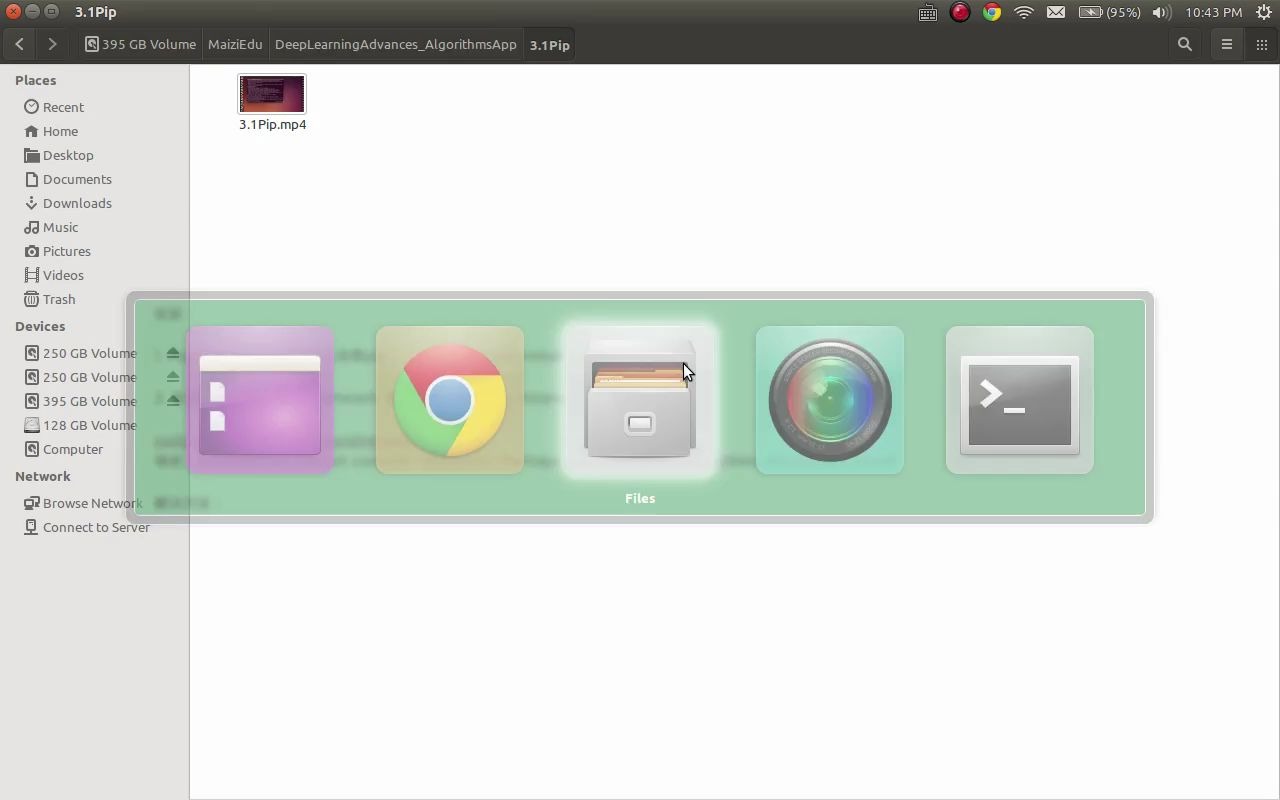 3.1Pip
(95%)
10:43 PM
395 GB Volume
MaiziEdu
DeepLearningAdvances_AlgorithmsApp
3.1Pip
Places
Recent
Home
Desktop
Documents
Downloads
Music
Pictures
Videos
Trash
Devices
250 GB Volume
250 GB Volume
395 GB Volume
128 GB Volume
Computer
Network
Browse Network
Connect to Server
3.1Pip.mp4
Files